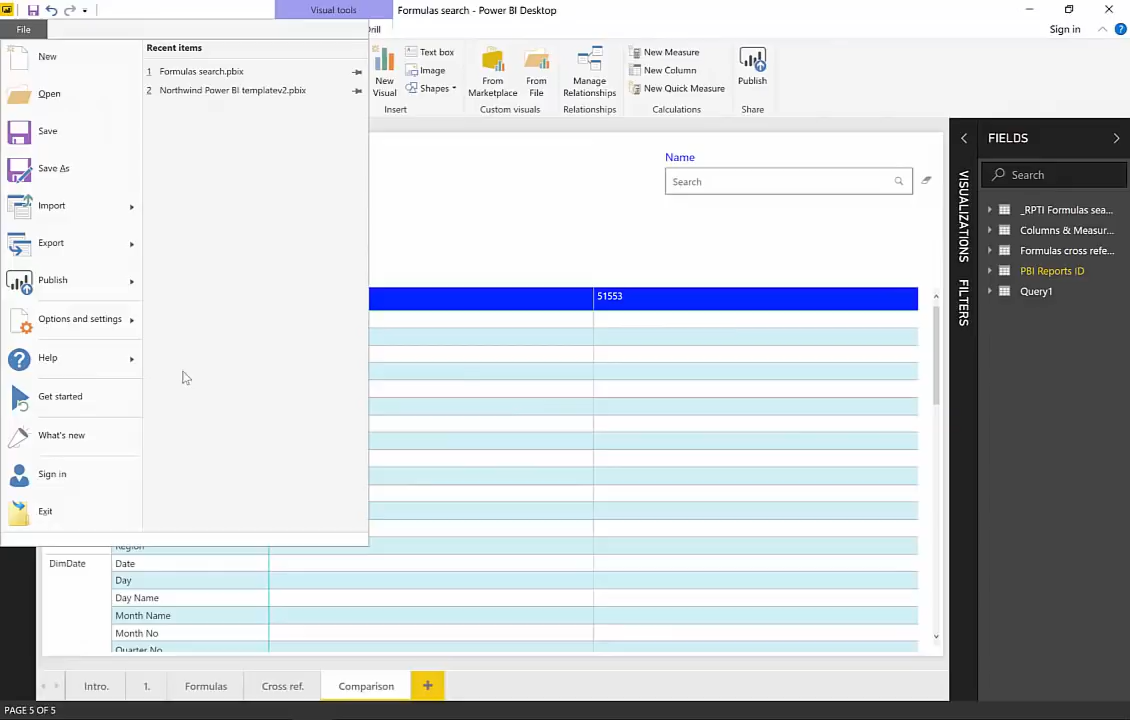 Visual tools
Formulas search - Power BI Desktop
File
rill
Sign in
?
New
Open
Save
Save As
Import
Export
Publish
Options and settings
Help
Get started
What's new
Sign in
Exit
Recent items
1 Formulas search.pbix
2 Northwind Power BI templatev2.pbix
New Visual
Text box
Image
Shapes
Insert
From Marketplace
From File
Custom visuals
Manage Relationships
Relationships
New Measure
New Column
New Quick Measure
Calculations
Publish
Share
Name
Search
51553
Region
DimDate
Date
Day
Day Name
Month Name
Month No
Quarter No
VISUALIZATIONS
FILTERS
FIELDS
Search
_RPTI Formulas sea...
Columns & Measur...
Formulas cross refe...
PBI Reports ID
Query1
Intro.
1.
Formulas
Cross ref.
Comparison
+
PAGE 5 OF 5